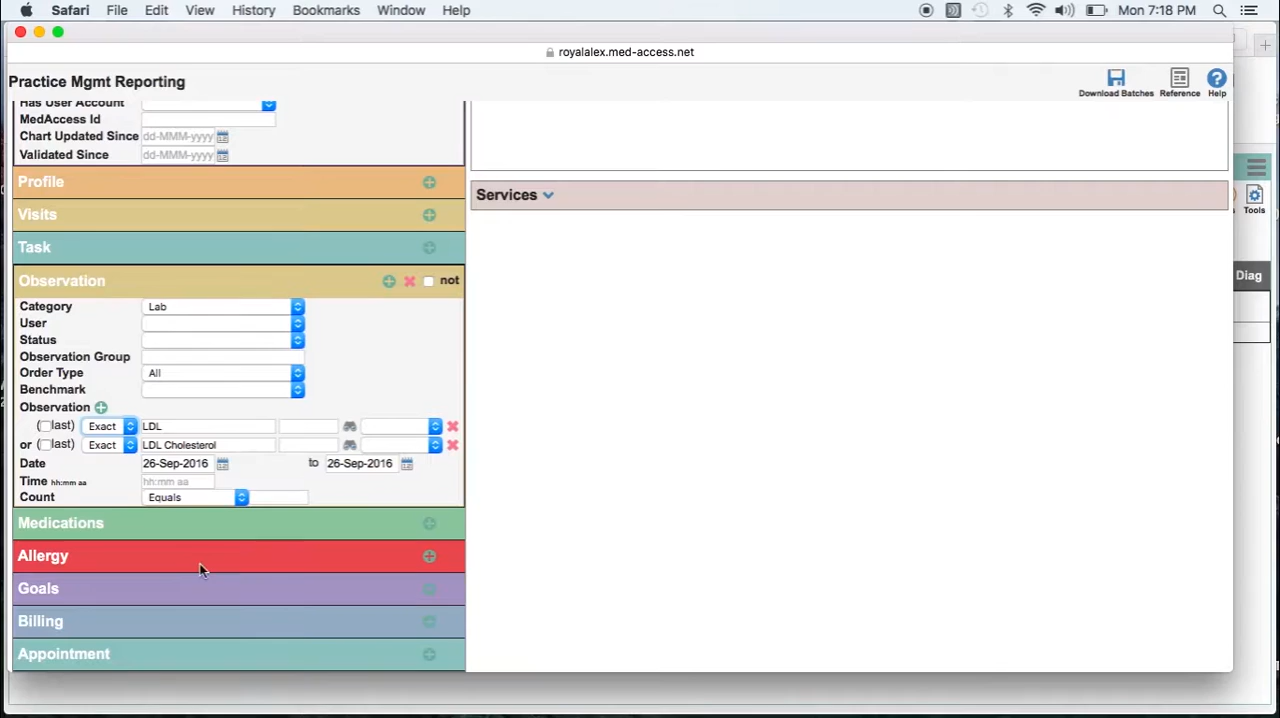 Safari File Edit View History Bookmarks Window Help Mon 7:18 PM
royalalex.med-access.net
Practice Mgmt Reporting
Download Batches Reference Help
Has User Account
MedAccess Id
Chart Updated Since dd-MMM-yyyy
Validated Since dd-MMM-yyyy
Profile
Services
Visits
Tools
Task
Diag
Observation not
Category Lab
User
Status
Observation Group
Order Type All
Benchmark
Observation
(last) Exact LDL
or (last) Exact LDL Cholesterol
Date 26-Sep-2016 to 26-Sep-2016
Time hh:mm aa hh:mm aa
Count Equals
Medications
Allergy
Goals
Billing
Appointment